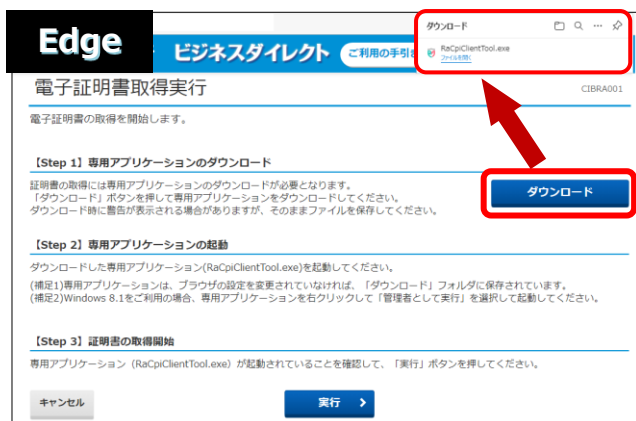 Edge
ビジネスダイレクト
ご利用の手引き
ダウンロード
RaCpiClientTool.exe
ファイルを開く
電子証明書取得実行
CIBRA001
電子証明書の取得を開始します。
【Step 1】専用アプリケーションのダウンロード
証明書の取得には専用アプリケーションのダウンロードが必要となります。
「ダウンロード」ボタンを押して専用アプリケーションをダウンロードしてください。
ダウンロード時に警告が表示される場合がありますが、そのままファイルを保存してください。
ダウンロード
【Step 2】専用アプリケーションの起動
ダウンロードした専用アプリケーション(RaCpiClientTool.exe)を起動してください。
(補足1)専用アプリケーションは、ブラウザの設定を変更されていなければ、「ダウンロード」フォルダに保存されています。
(補足2)Windows 8.1をご利用の場合、専用アプリケーションを右クリックして「管理者として実行」を選択して起動してください。
【Step 3】証明書の取得開始
専用アプリケーション（RaCpiClientTool.exe）が起動されていることを確認して、「実行」ボタンを押してください。
キャンセル
実行